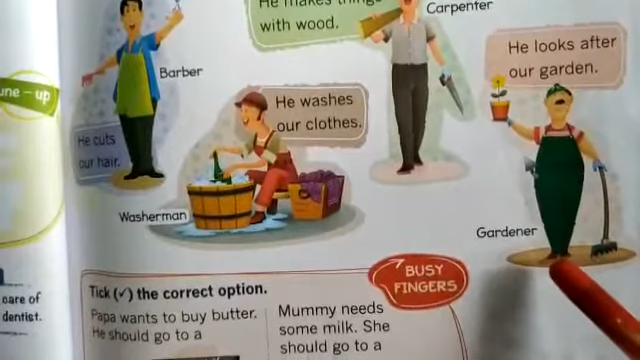 He makes things
with wood.
Carpenter
He looks after
our garden.
Barber
une – up
He washes
our clothes.
He cuts
our hair.
Washerman
Gardener
care of
dentist.
Tick (✓) the correct option.
BUSY
FINGERS
Papa wants to buy butter.
He should go to a
Mummy needs
some milk. She
should go to a